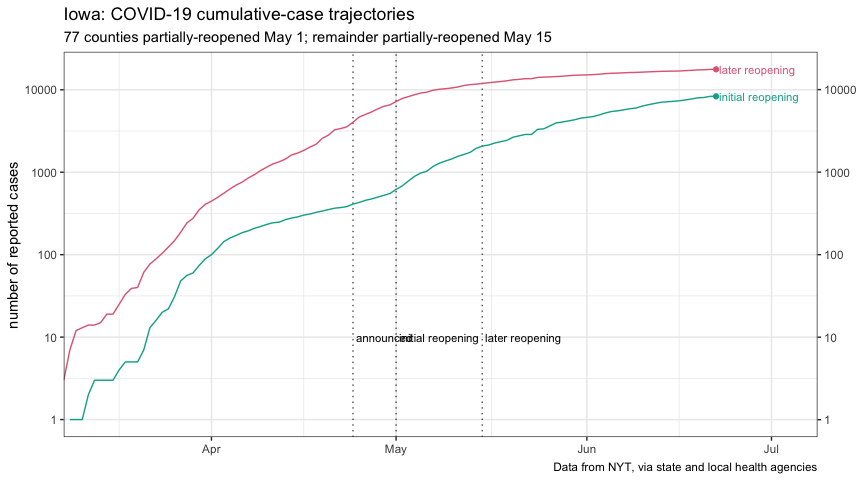 Iowa: COVID-19 cumulative-case trajectories
77 counties partially-reopened May 1; remainder partially-reopened May 15
later reopening
10000
10000
initial reopening
1000
1000
number of reported cases
100
100
10
announced
initial reopening
later reopening
10
1
1
Apr
May
Jun
Jul
Data from NYT, via state and local health agencies